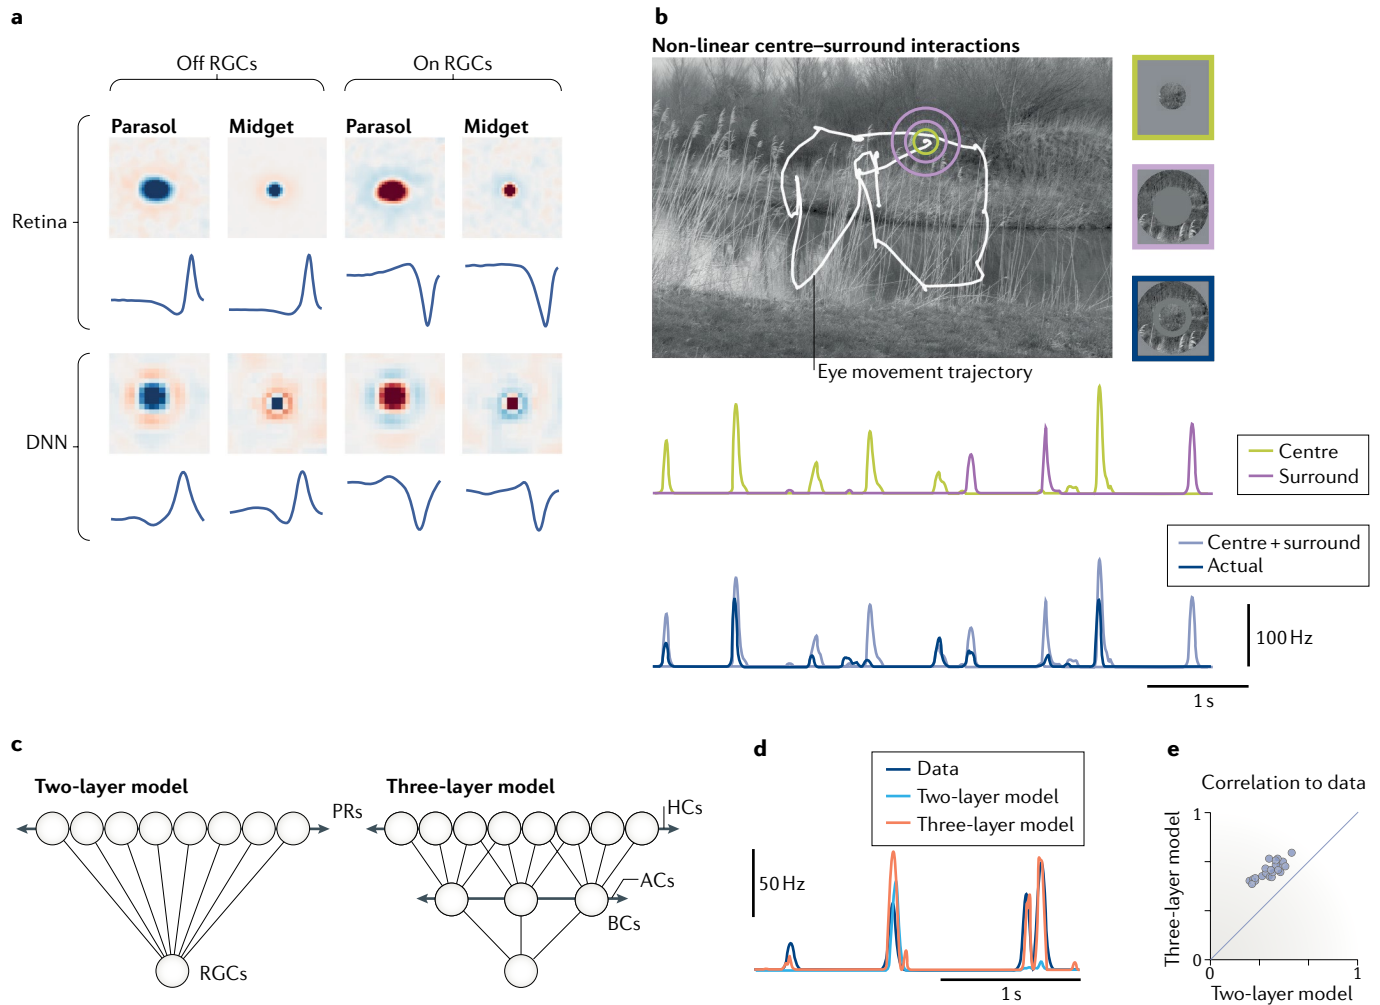 a
Off RGCs
On RGCs
Parasol
Midget
Parasol
Midget
Retina
DNN
b
Non-linear centre–surround interactions
Eye movement trajectory
Centre
Surround
Centre + surround
Actual
100 Hz
1 s
c
Two-layer model
PRs
RGCs
Three-layer model
HCs
ACs
BCs
d
Data
Two-layer model
Three-layer model
50 Hz
1 s
e
Correlation to data
1
Three-layer model
0
0
1
Two-layer model